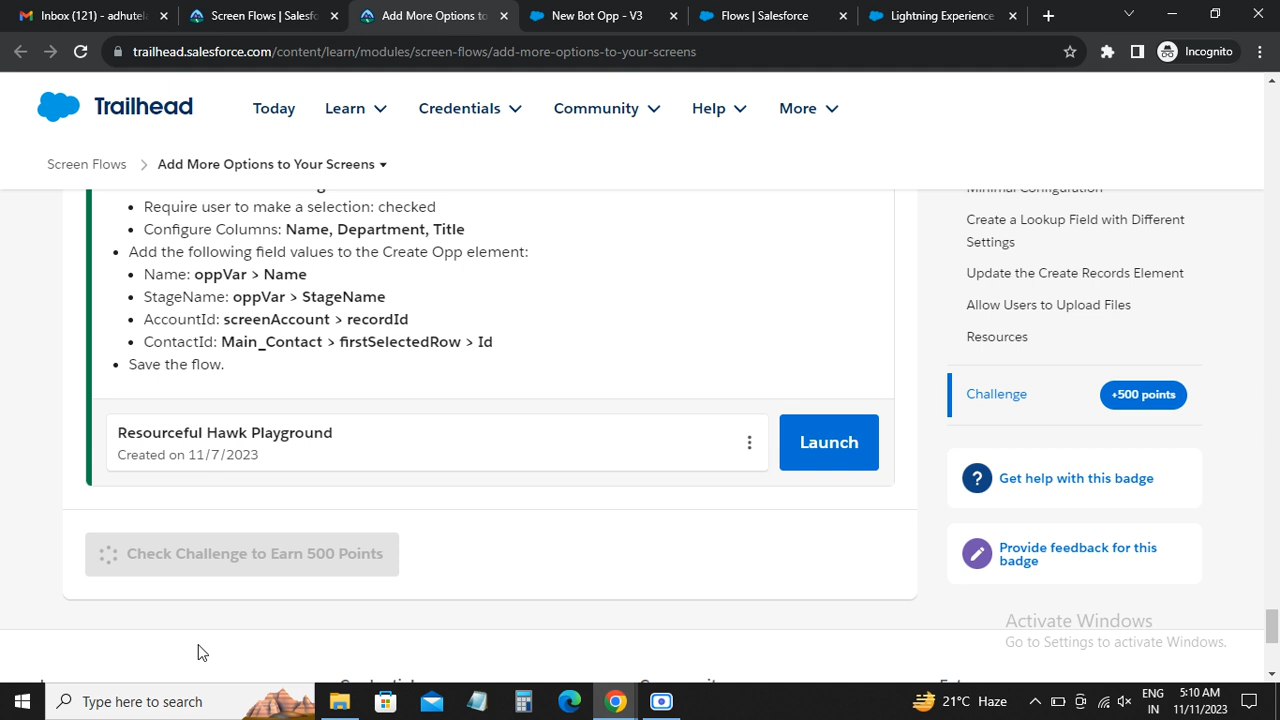 Inbox (121) - adhutel
Screen Flows | Salesfo
Add More Options to
New Bot Opp - V3
Flows | Salesforce
Lightning Experience
trailhead.salesforce.com/content/learn/modules/screen-flows/add-more-options-to-your-screens
Incognito
Trailhead
Today
Learn
Credentials
Community
Help
More
Screen Flows
Add More Options to Your Screens
Require user to make a selection: checked
Configure Columns: Name, Department, Title
Add the following field values to the Create Opp element:
Name: oppVar > Name
StageName: oppVar > StageName
AccountId: screenAccount > recordId
ContactId: Main_Contact > firstSelectedRow > Id
Save the flow.
Resourceful Hawk Playground
Created on 11/7/2023
Launch
Check Challenge to Earn 500 Points
Minimal Configuration
Create a Lookup Field with Different
Settings
Update the Create Records Element
Allow Users to Upload Files
Resources
Challenge
+500 points
Get help with this badge
Provide feedback for this
badge
Activate Windows
Go to Settings to activate Windows.
Type here to search
21°C Haze
ENG
IN
5:10 AM
11/11/2023